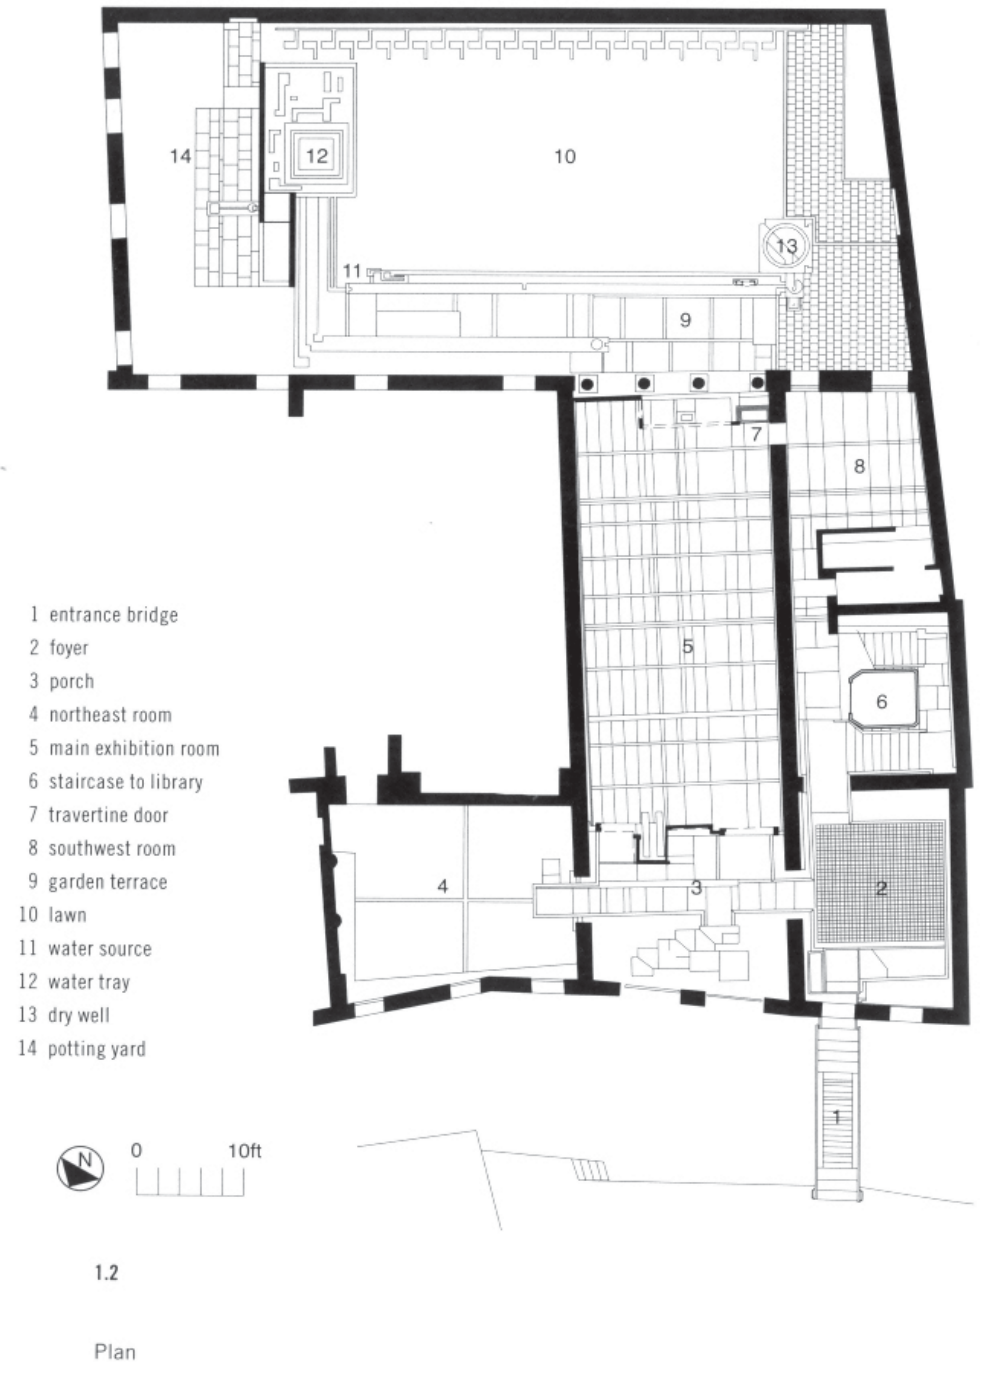 14
12
10
13
11
9
7
8
5
6
4
3
2
1
1 entrance bridge
2 foyer
3 porch
4 northeast room
5 main exhibition room
6 staircase to library
7 travertine door
8 southwest room
9 garden terrace
10 lawn
11 water source
12 water tray
13 dry well
14 potting yard
N
0 10ft
1.2
Plan